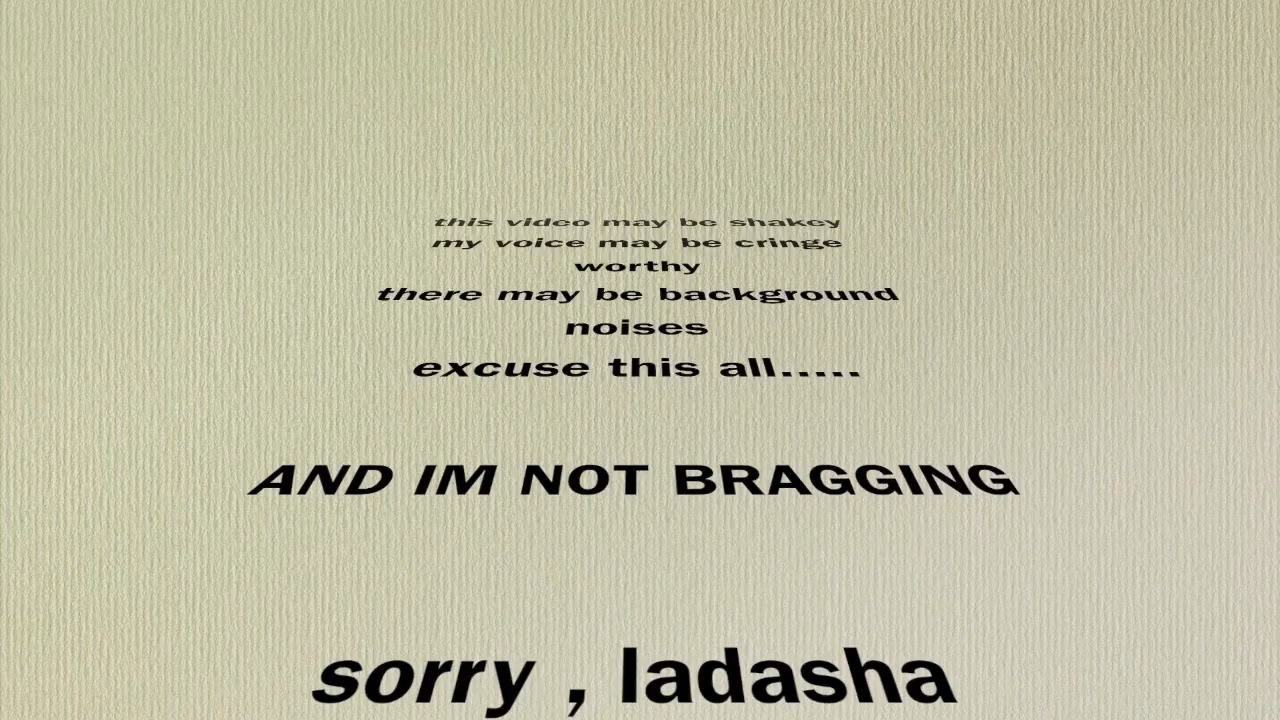 this video may be shakey
my voice may be cringe
worthy
there may be background
noises
excuse this all.....
AND IM NOT BRAGGING
sorry , ladasha